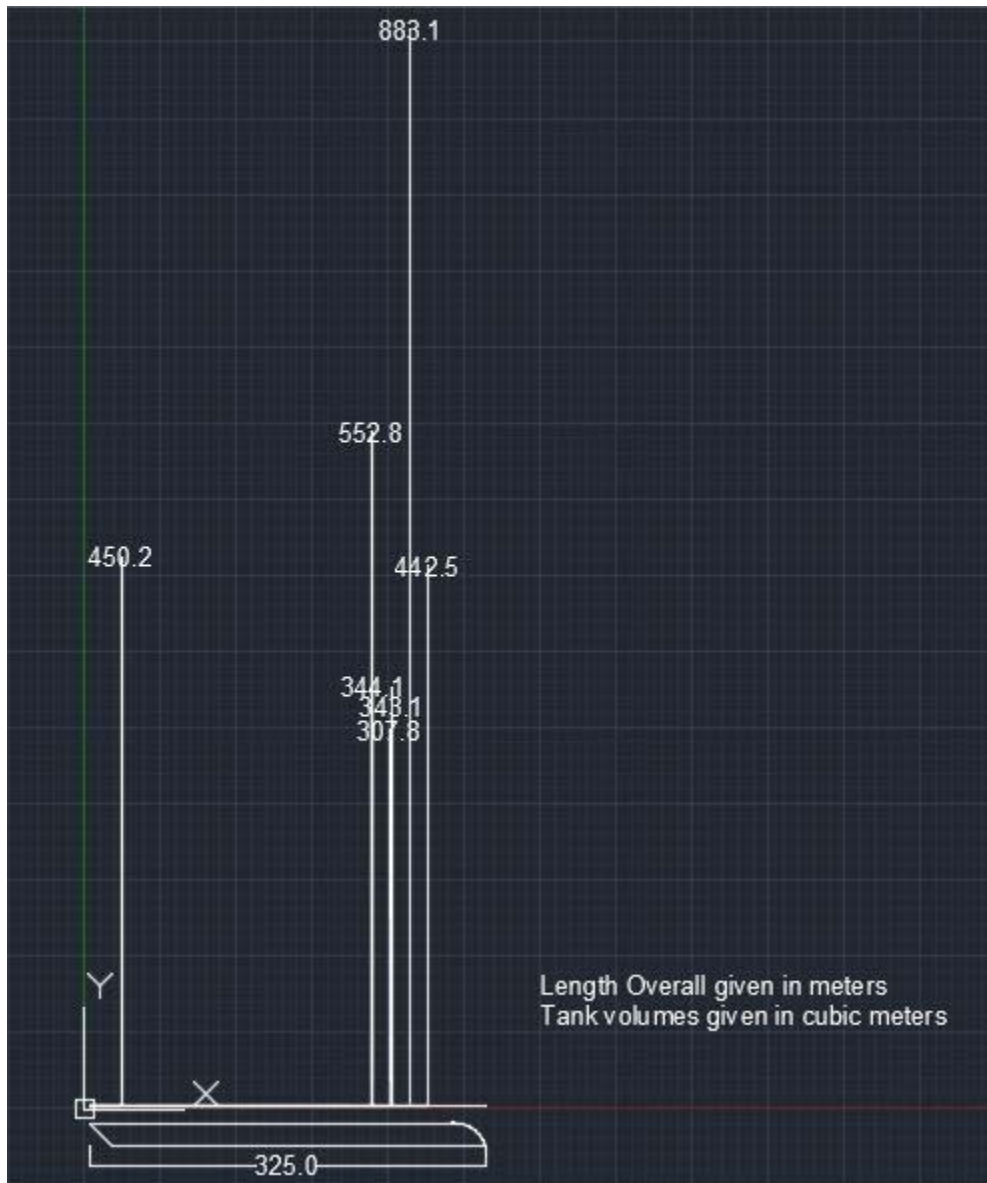 883.1
552.8
450.2
442.5
344.1
343.1
307.8
Y
Length Overall given in meters
Tank volumes given in cubic meters
X
325.0